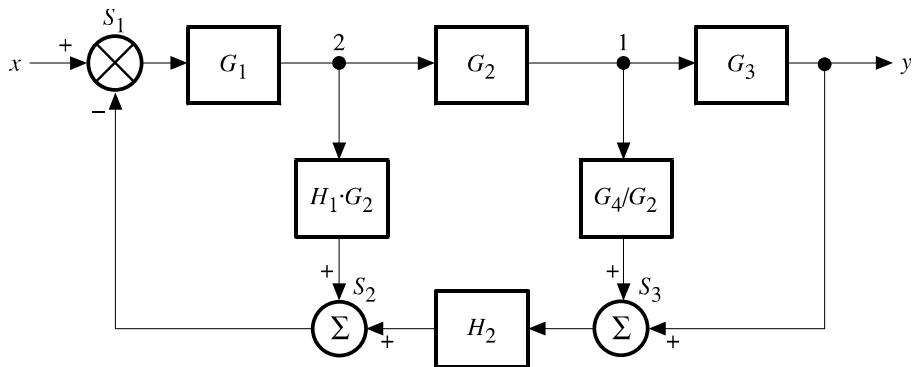 S1
x
+
G1
2
G2
1
G3
y
−
H1·G2
G4/G2
+
S2
+
S3
Σ
+
H2
Σ
+